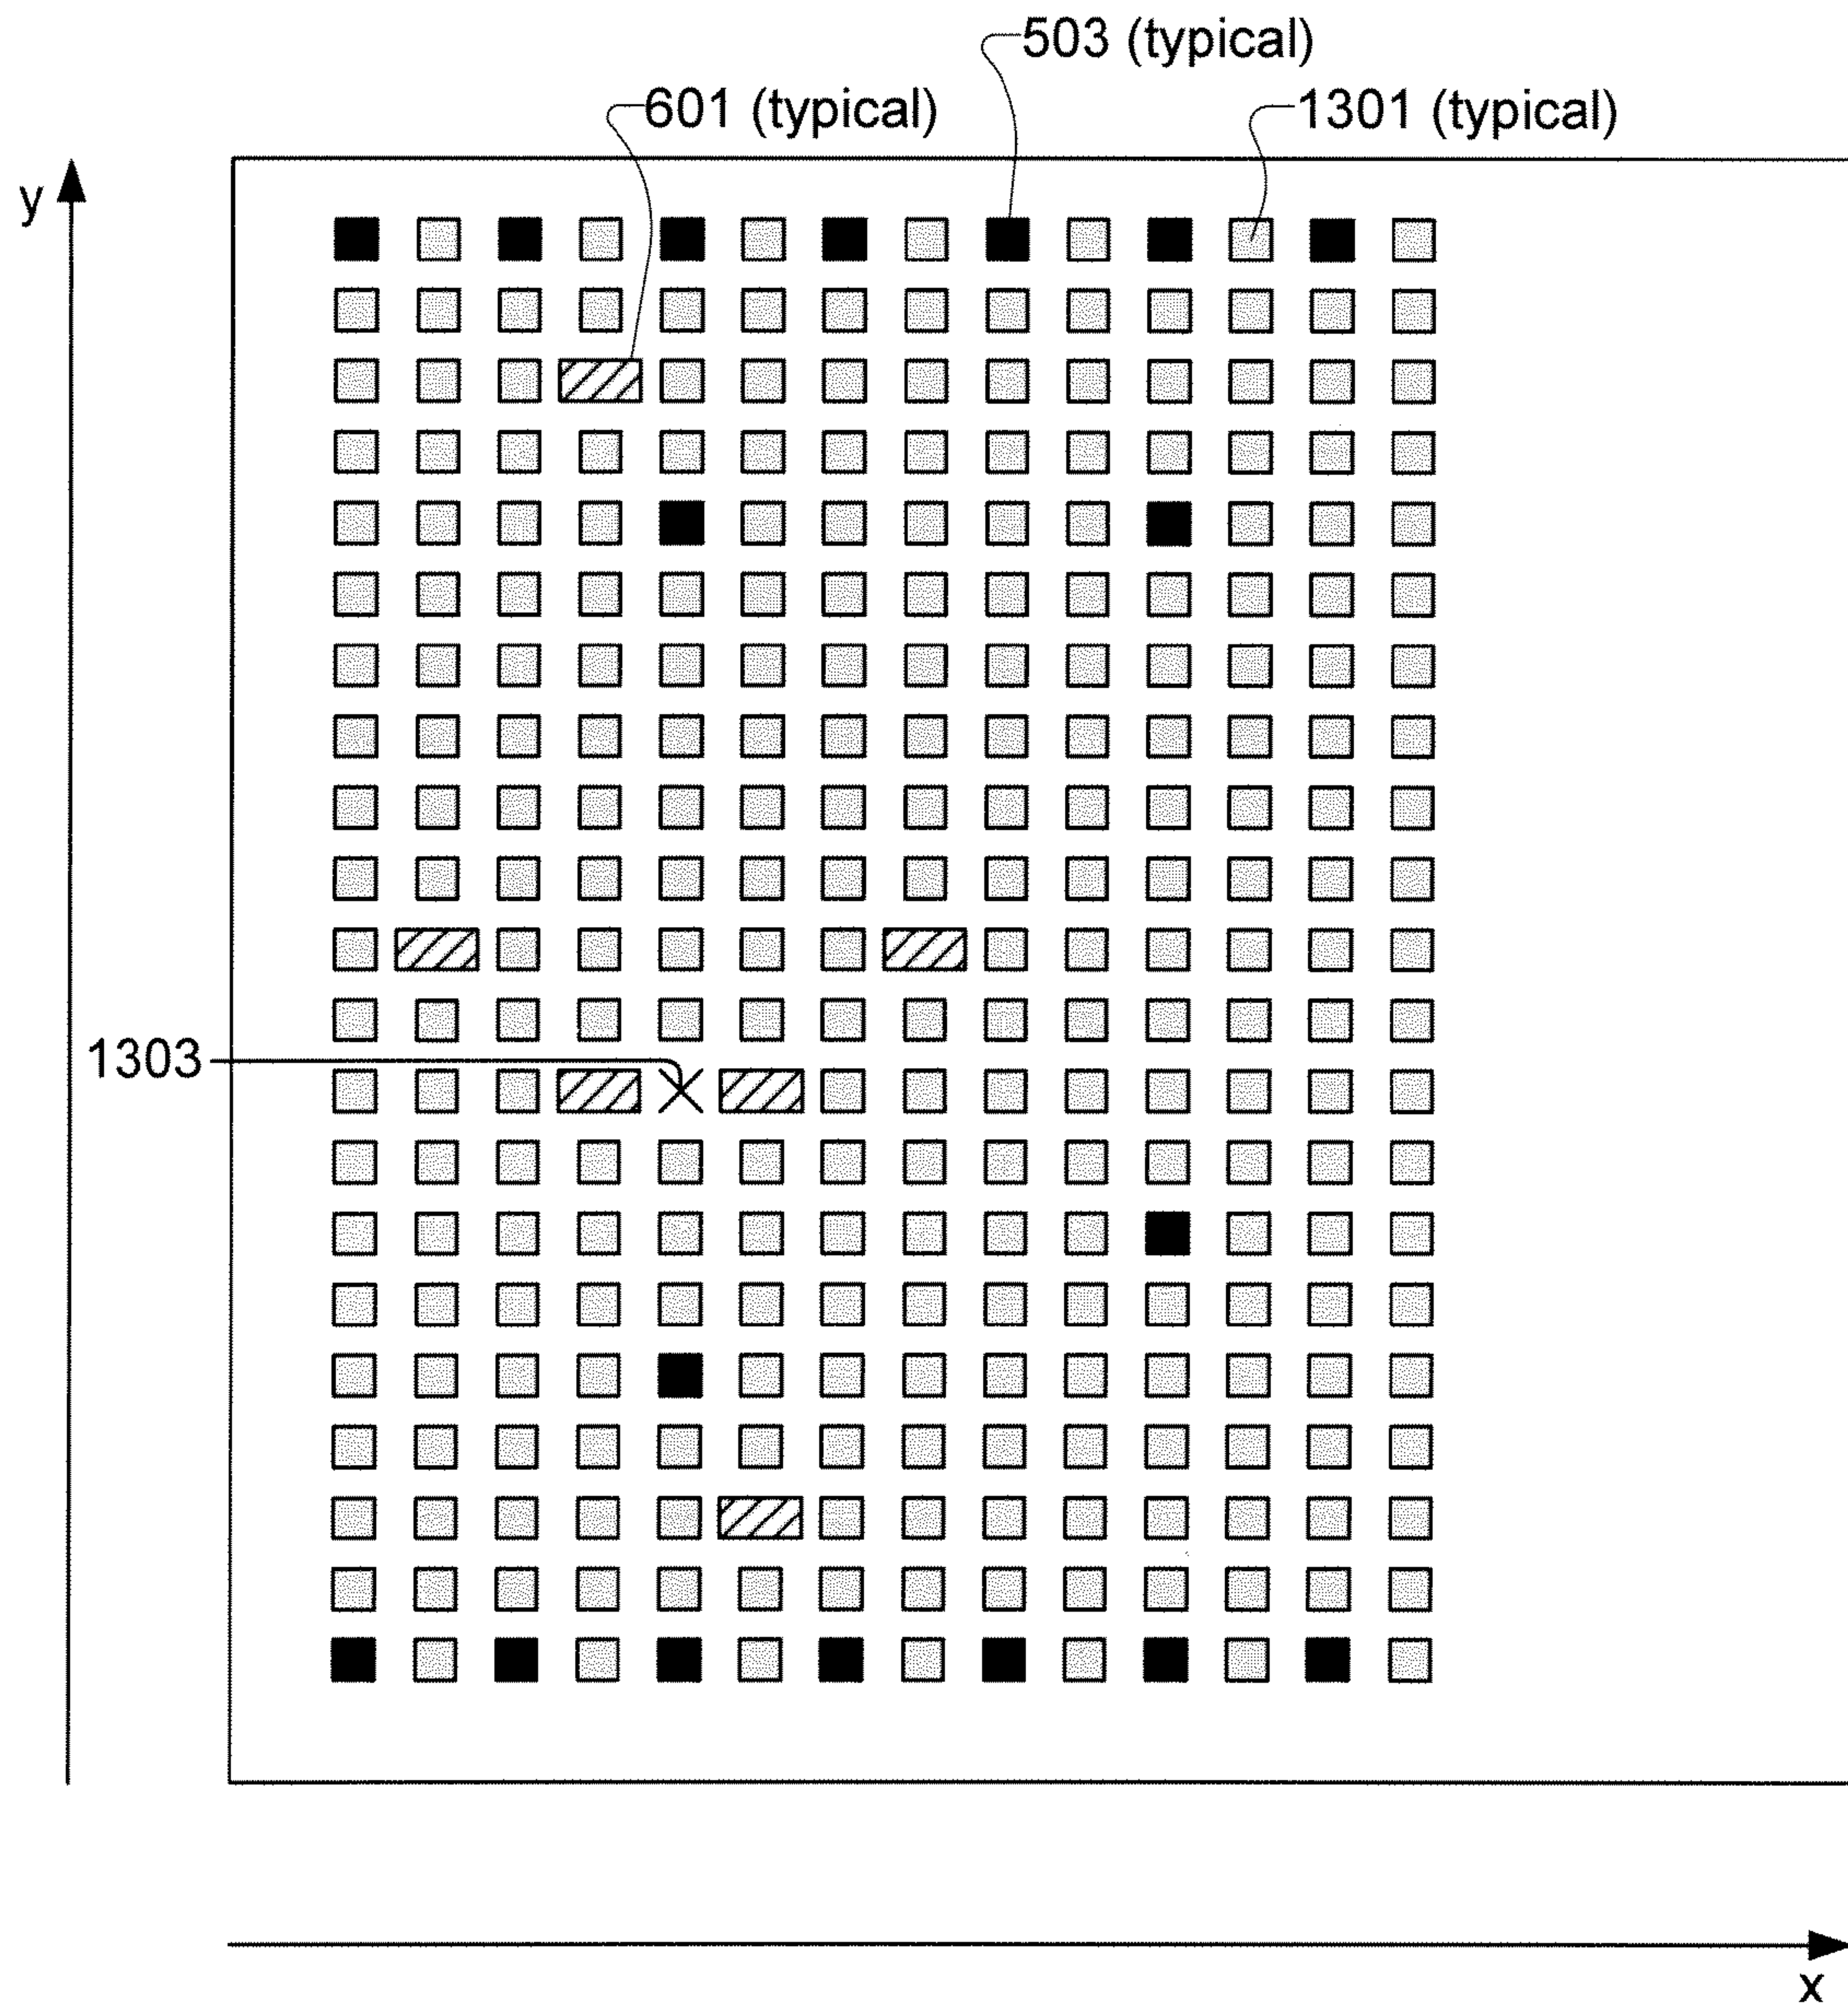 503 (typical)
601 (typical)
1301 (typical)
y
1303
x